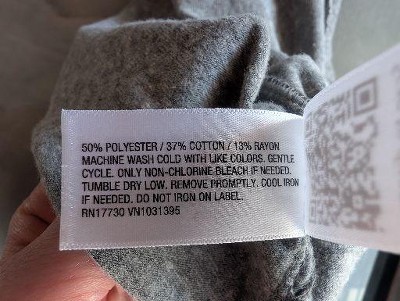 50% POLYESTER / 37% COTTON / 13% RAYON
MACHINE WASH COLD WITH LIKE COLORS. GENTLE
CYCLE. ONLY NON-CHLORINE BLEACH IF NEEDED.
TUMBLE DRY LOW. REMOVE PROMPTLY. COOL IRON
IF NEEDED. DO NOT IRON ON LABEL.
RN17730 VN1031395